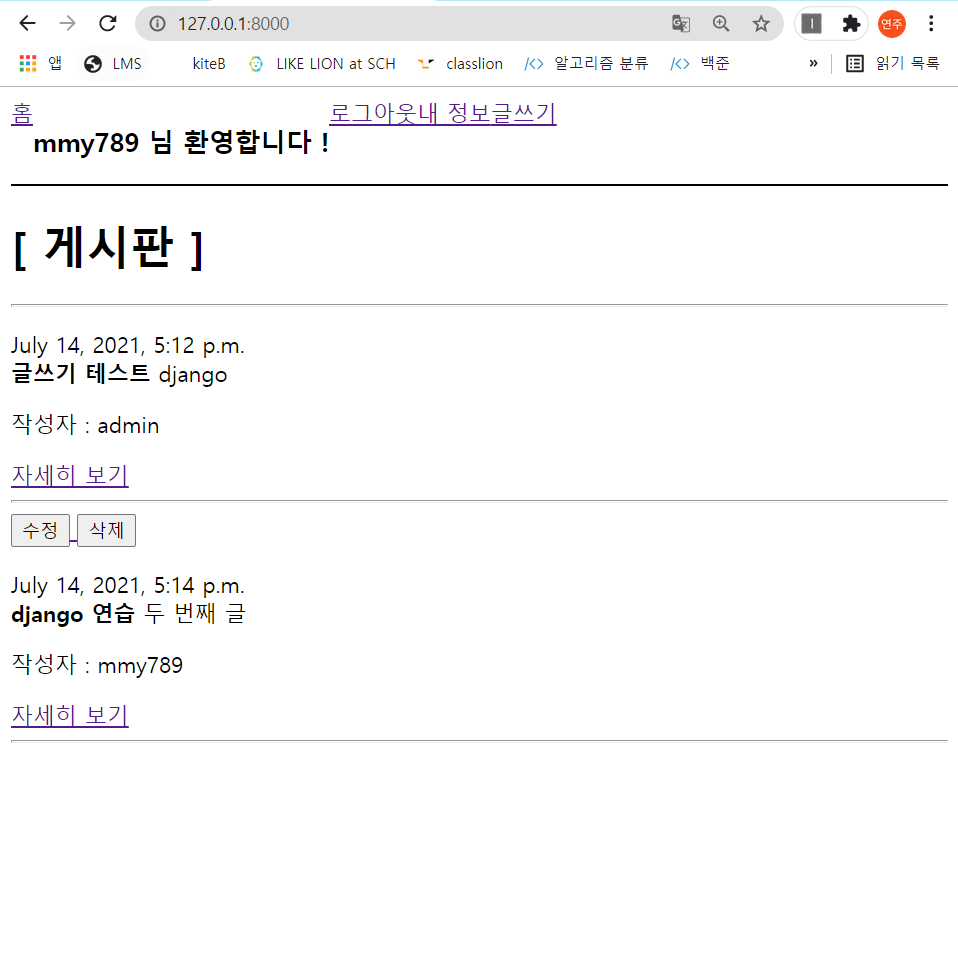 127.0.0.1:8000
연주
앱 LMS kiteB LIKE LION at SCH classlion 알고리즘 분류 백준 » 읽기 목록
홈 로그아웃내 정보글쓰기
mmy789 님 환영합니다 !
[ 게시판 ]
July 14, 2021, 5:12 p.m.
글쓰기 테스트 django
작성자 : admin
자세히 보기
수정 삭제
July 14, 2021, 5:14 p.m.
django 연습 두 번째 글
작성자 : mmy789
자세히 보기